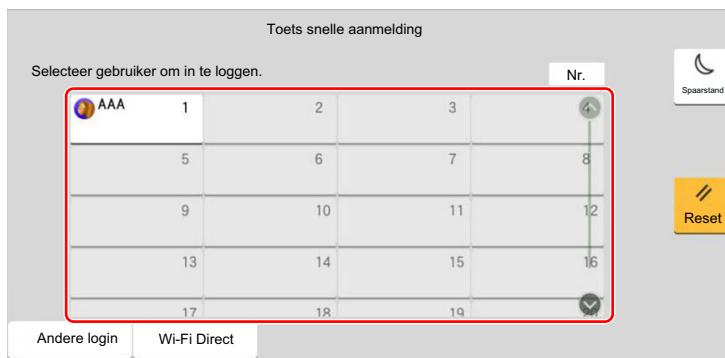 Toets snelle aanmelding
Selecteer gebruiker om in te loggen.
Nr.
Spaarstand
AAA 1 2 3 4
5 6 7 8
9 10 11 12
Reset
13 14 15 16
17 18 19
Andere login Wi-Fi Direct